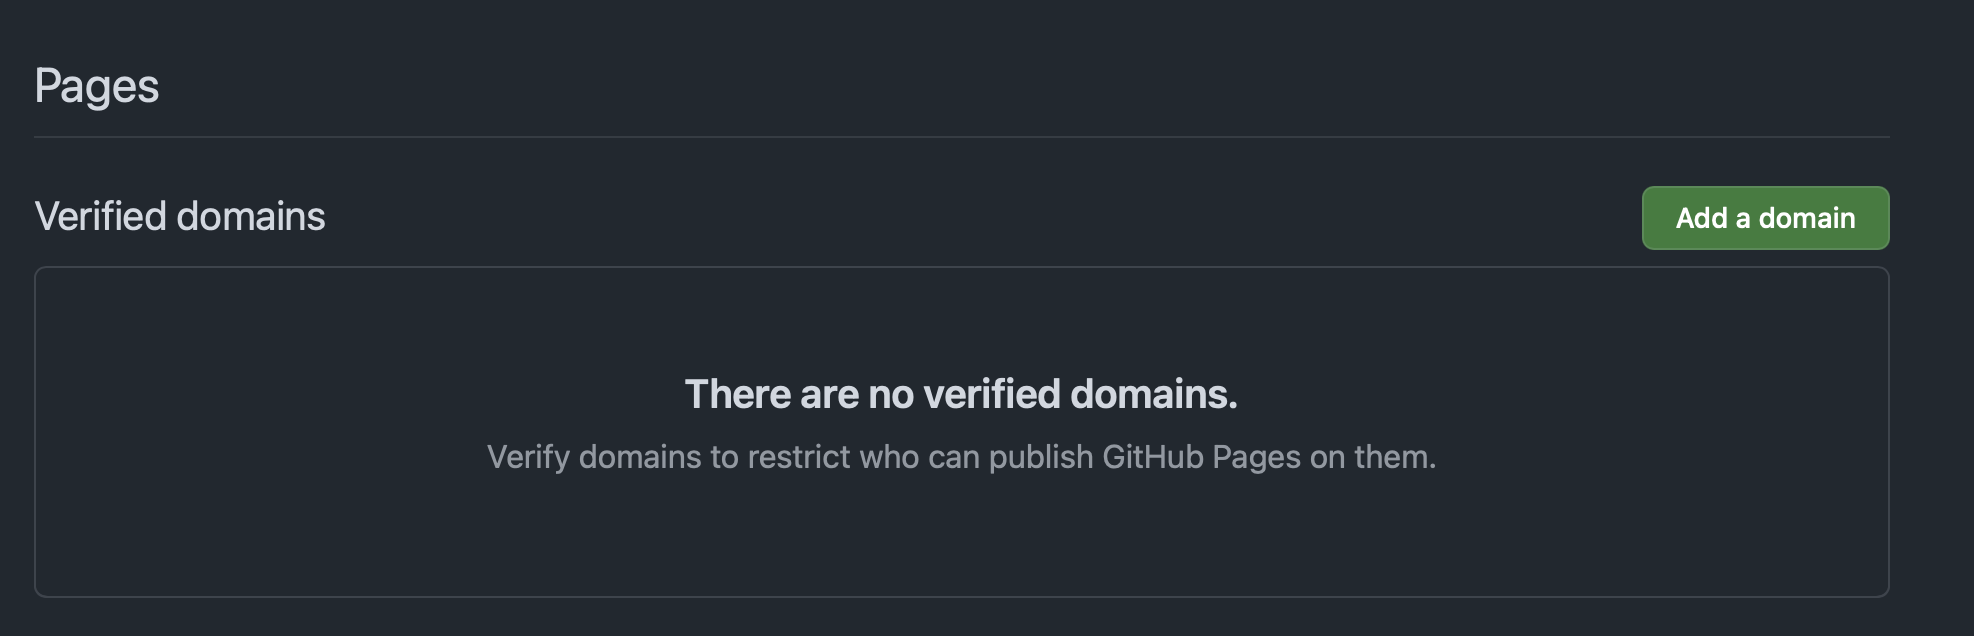 Pages
Verified domains
Add a domain
There are no verified domains.
Verify domains to restrict who can publish GitHub Pages on them.